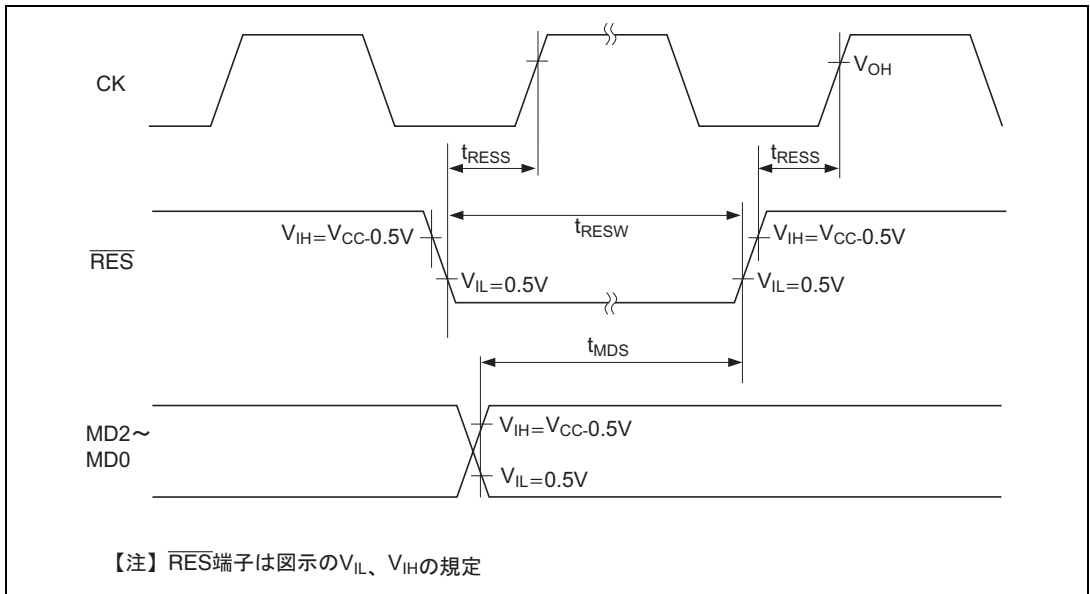 CK
V_OH
t_RESS
t_RESS
t_RESW
V_IH=V_CC-0.5V
V_IH=V_CC-0.5V
RES
V_IL=0.5V
V_IL=0.5V
t_MDS
MD2～
MD0
V_IH=V_CC-0.5V
V_IL=0.5V
【注】RES端子は図示のV_IL、V_IHの規定